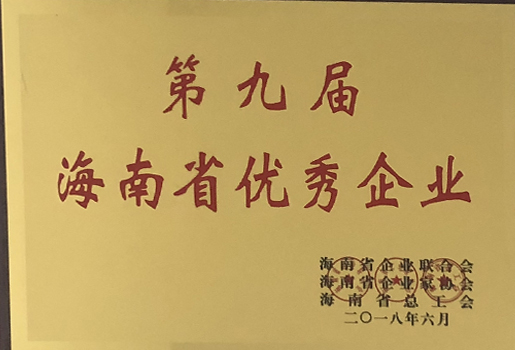 第九届
海南省优秀企业
海南省企业联合会
海南省企业家协会
海南省总工会
二〇一八年六月